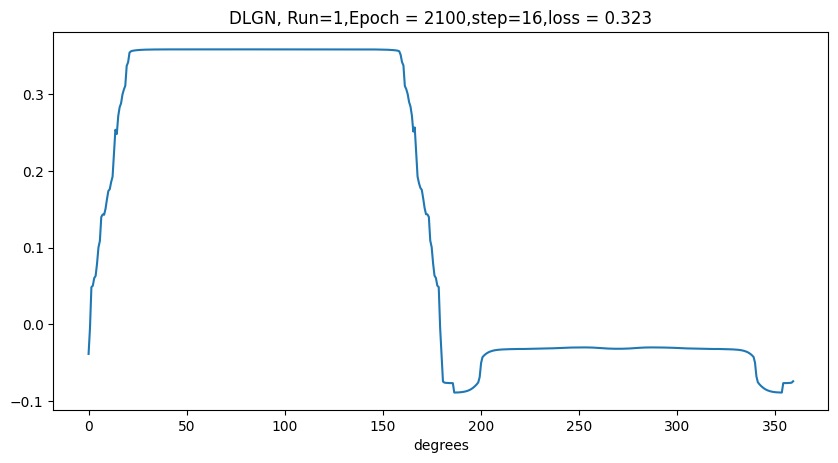 DLGN, Run=1,Epoch = 2100,step=16,loss = 0.323
0.3
0.2
0.1
0.0
-0.1
0 50 100 150 200 250 300 350
degrees